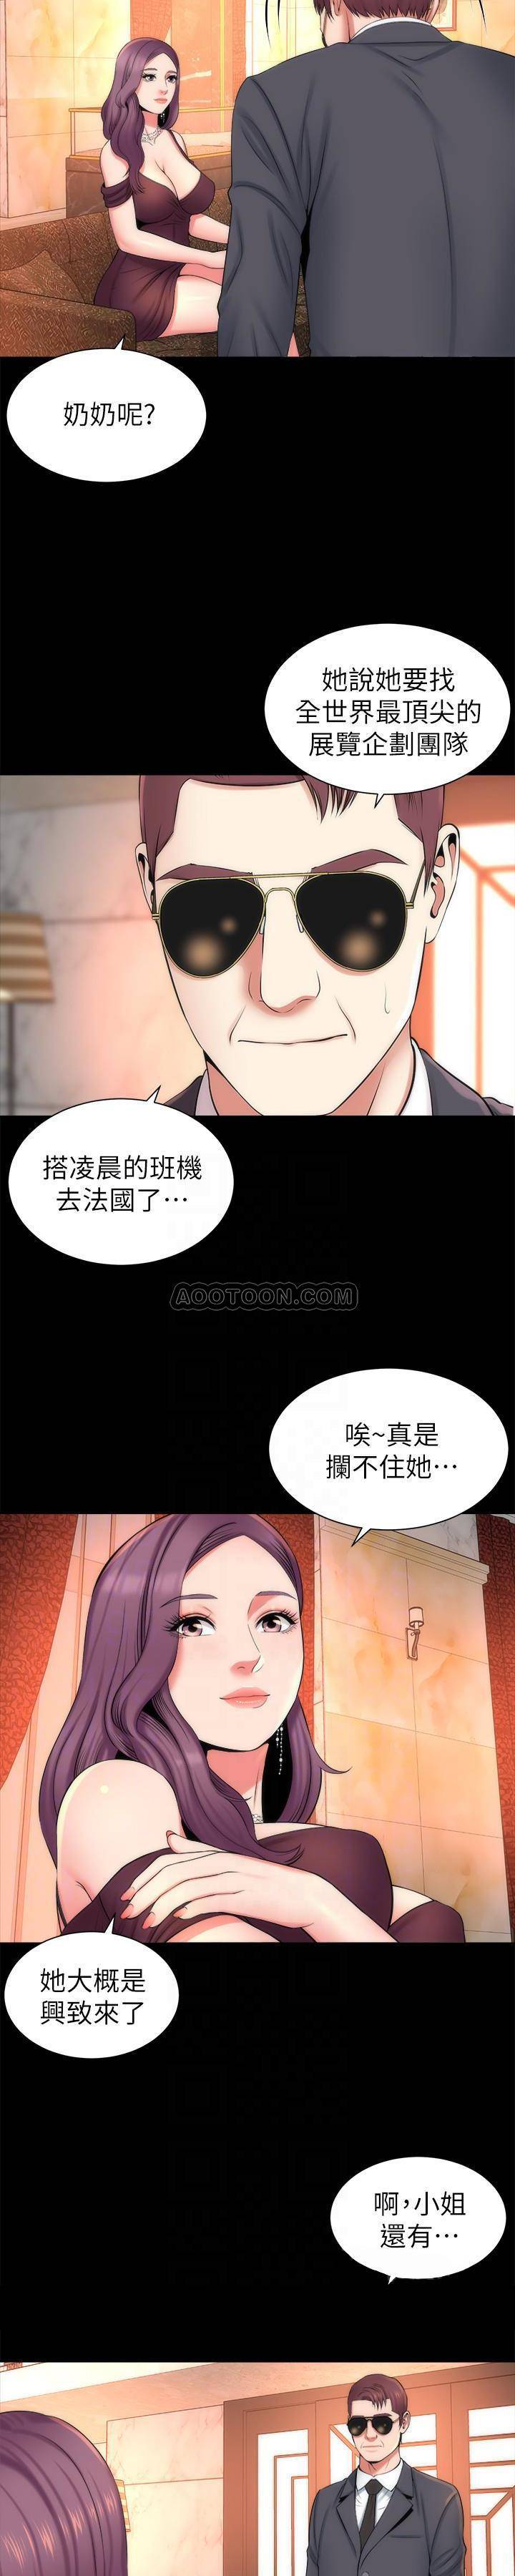 奶奶呢?
她說她要找
全世界最頂尖的
展覽企劃團隊
搭凌晨的班機
去法國了…
AOOTOON.COM
唉~真是
攔不住她…
她大概是
興致來了
啊,小姐
還有…